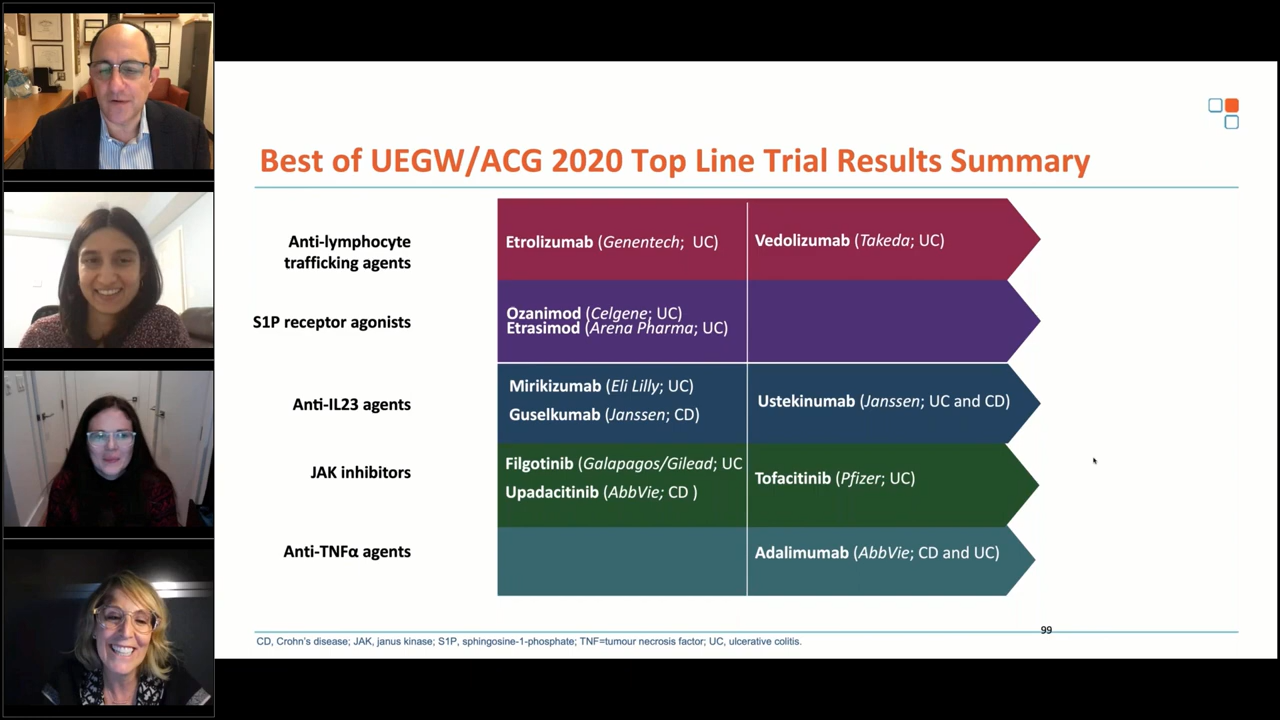 Best of UEGW/ACG 2020 Top Line Trial Results Summary
Anti-lymphocyte
trafficking agents
Etrolizumab (Genentech; UC)
Vedolizumab (Takeda; UC)
S1P receptor agonists
Ozanimod (Celgene; UC)
Etrasimod (Arena Pharma; UC)
Anti-IL23 agents
Mirikizumab (Eli Lilly; UC)
Guselkumab (Janssen; CD)
Ustekinumab (Janssen; UC and CD)
JAK inhibitors
Filgotinib (Galapagos/Gilead; UC
Upadacitinib (AbbVie; CD )
Tofacitinib (Pfizer; UC)
Anti-TNFα agents
Adalimumab (AbbVie; CD and UC)
99
CD, Crohn's disease; JAK, janus kinase; S1P, sphingosine-1-phosphate; TNF=tumour necrosis factor; UC, ulcerative colitis.